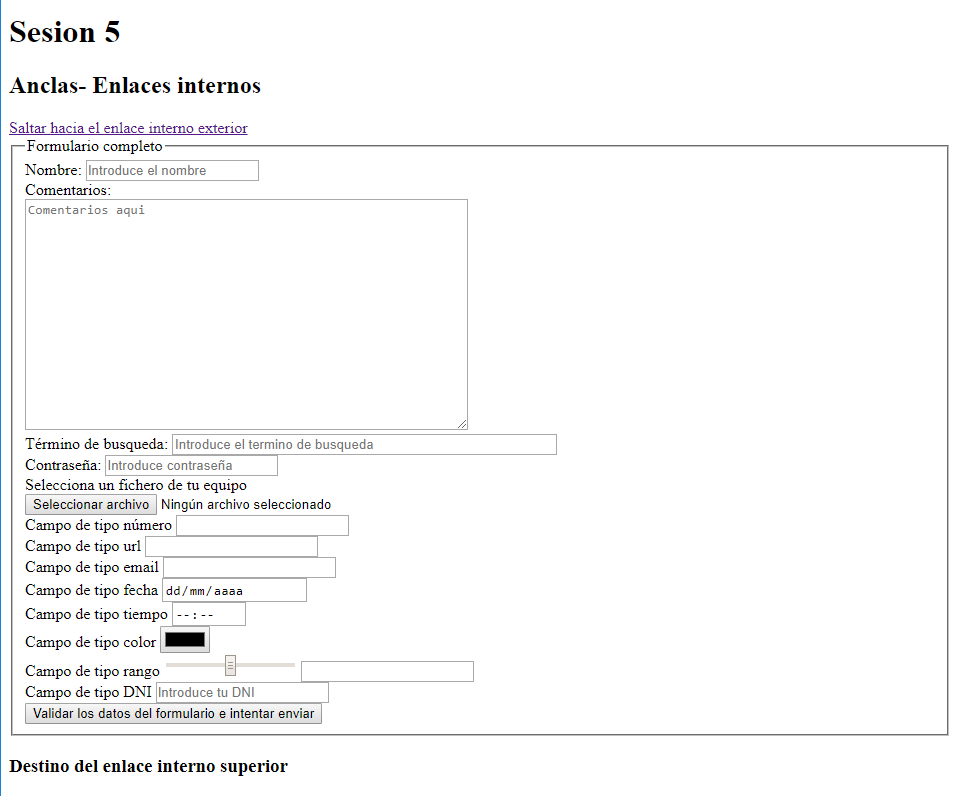 Sesion 5
Anclas- Enlaces internos
Saltar hacia el enlace interno exterior
Formulario completo
Nombre: Introduce el nombre
Comentarios:
Comentarios aqui
Término de busqueda: Introduce el termino de busqueda
Contraseña: Introduce contraseña
Selecciona un fichero de tu equipo
Seleccionar archivo Ningún archivo seleccionado
Campo de tipo número
Campo de tipo url
Campo de tipo email
Campo de tipo fecha dd/mm/aaaa
Campo de tipo tiempo --:--
Campo de tipo color
Campo de tipo rango
Campo de tipo DNI Introduce tu DNI
Validar los datos del formulario e intentar enviar
Destino del enlace interno superior